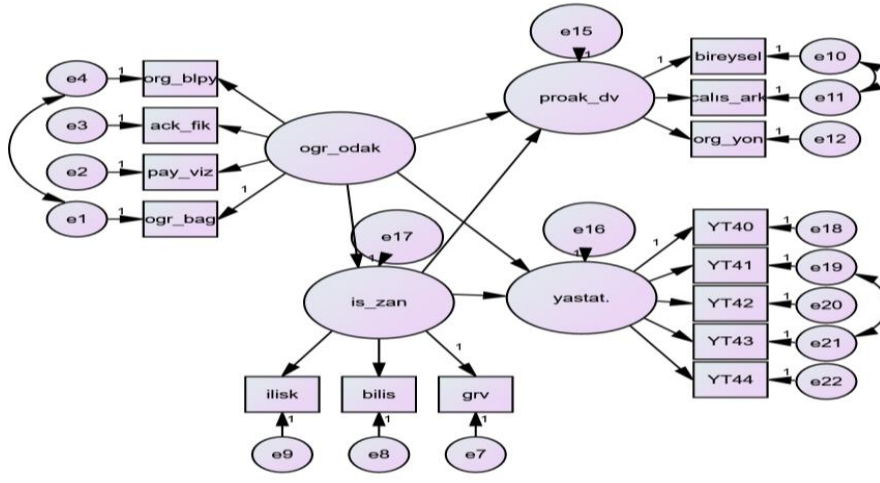 e15
1
e4
1
org_blpy
bireysel
1
1
e10
proak_dv
e3
1
ack_fik
calıs_ark
1
e11
ogr_odak
org_yon
1
e12
e2
1
pay_viz
1
e1
1
ogr_bag
e17
1
e16
1
1
YT40
1
e18
YT41
1
e19
is_zan
yastat.
YT42
1
e20
YT43
1
e21
1
YT44
1
e22
ilisk
bilis
grv
1
1
1
e9
e8
e7